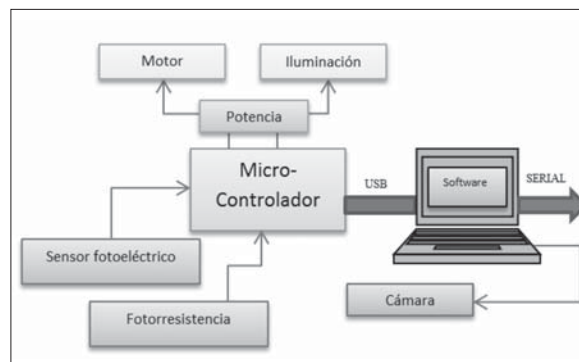 Motor
Iluminación
Potencia
Micro-
Controlador
USB
Software
SERIAL
Sensor fotoeléctrico
Cámara
Fotorresistencia